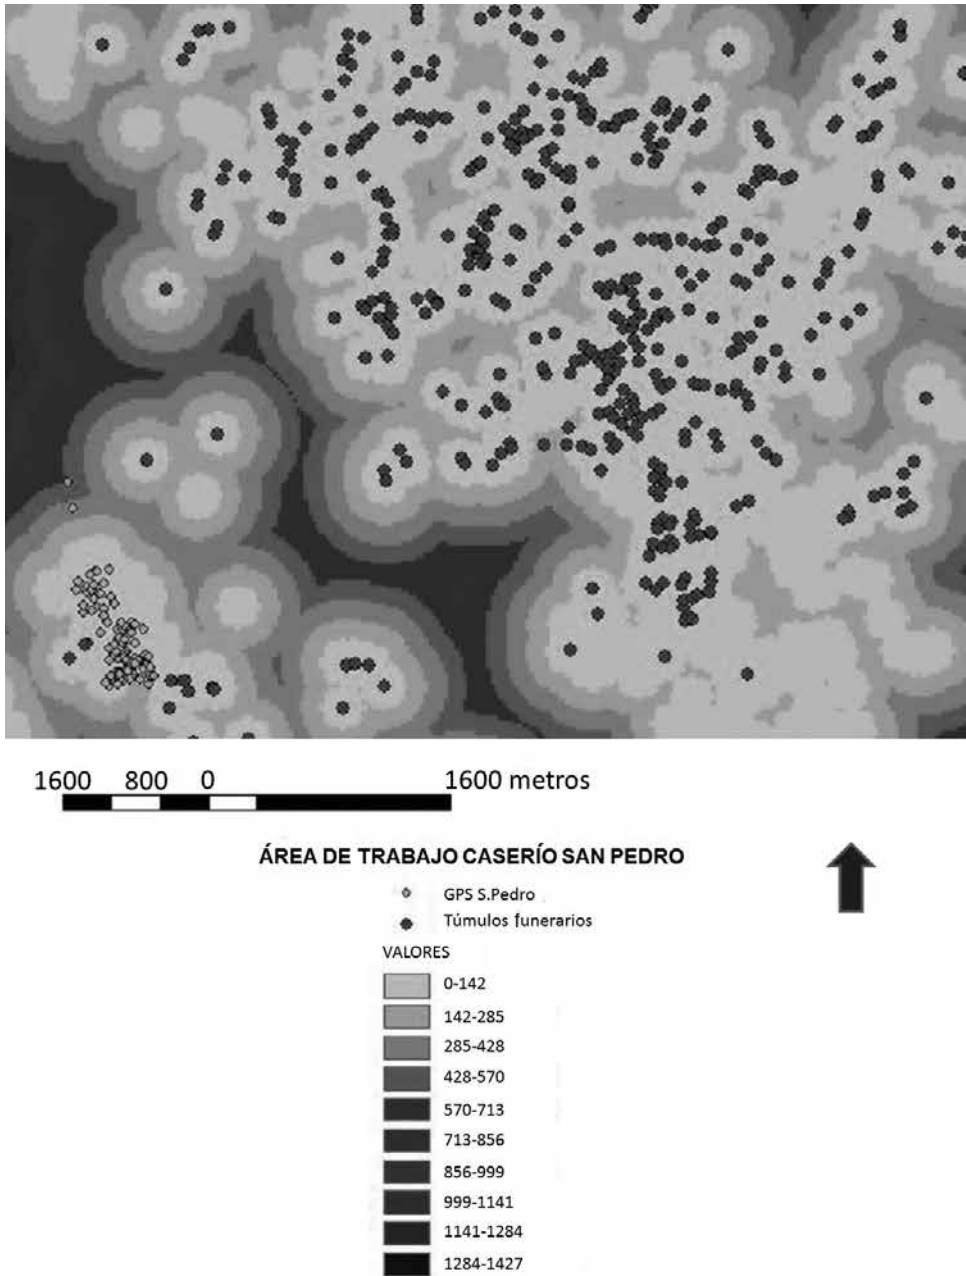 1600 800 0 1600 metros
ÁREA DE TRABAJO CASERÍO SAN PEDRO
GPS S.Pedro
Túmulos funerarios
VALORES
0-142
142-285
285-428
428-570
570-713
713-856
856-999
999-1141
1141-1284
1284-1427